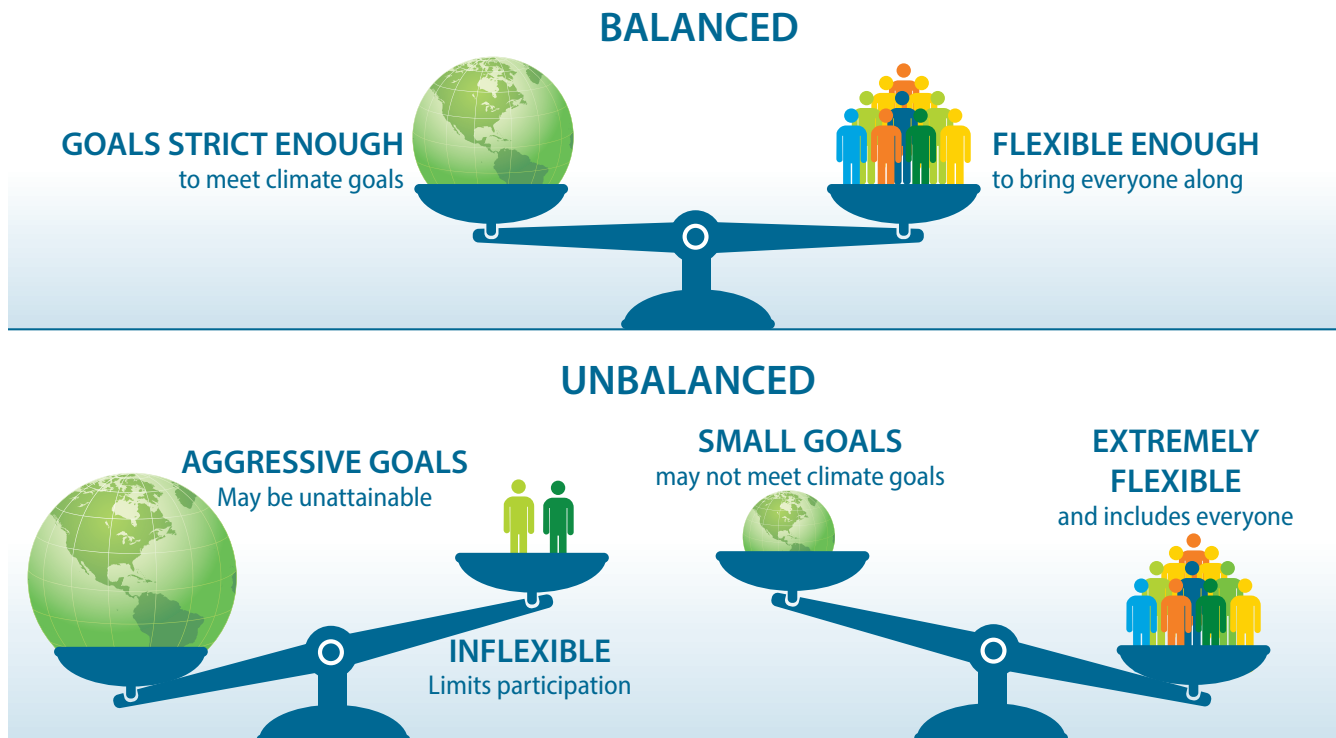 BALANCED
GOALS STRICT ENOUGH
to meet climate goals
FLEXIBLE ENOUGH
to bring everyone along
UNBALANCED
AGGRESSIVE GOALS
May be unattainable
INFLEXIBLE
Limits participation
SMALL GOALS
may not meet climate goals
EXTREMELY
FLEXIBLE
and includes everyone